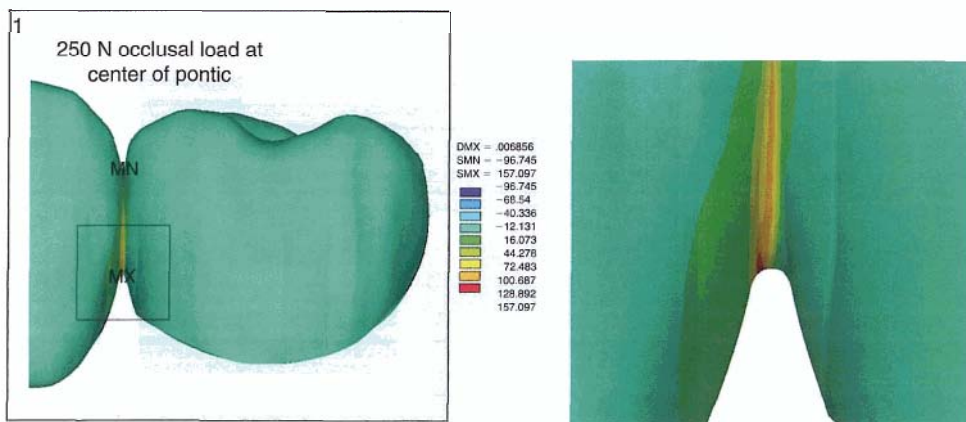 1
250 N occlusal load at
center of pontic
MN
MX
DMX = .006856
SMN = -96.745
SMX = 157.097
-96.745
-68.54
-40.336
-12.131
16.073
44.278
72.483
100.687
128.892
157.097